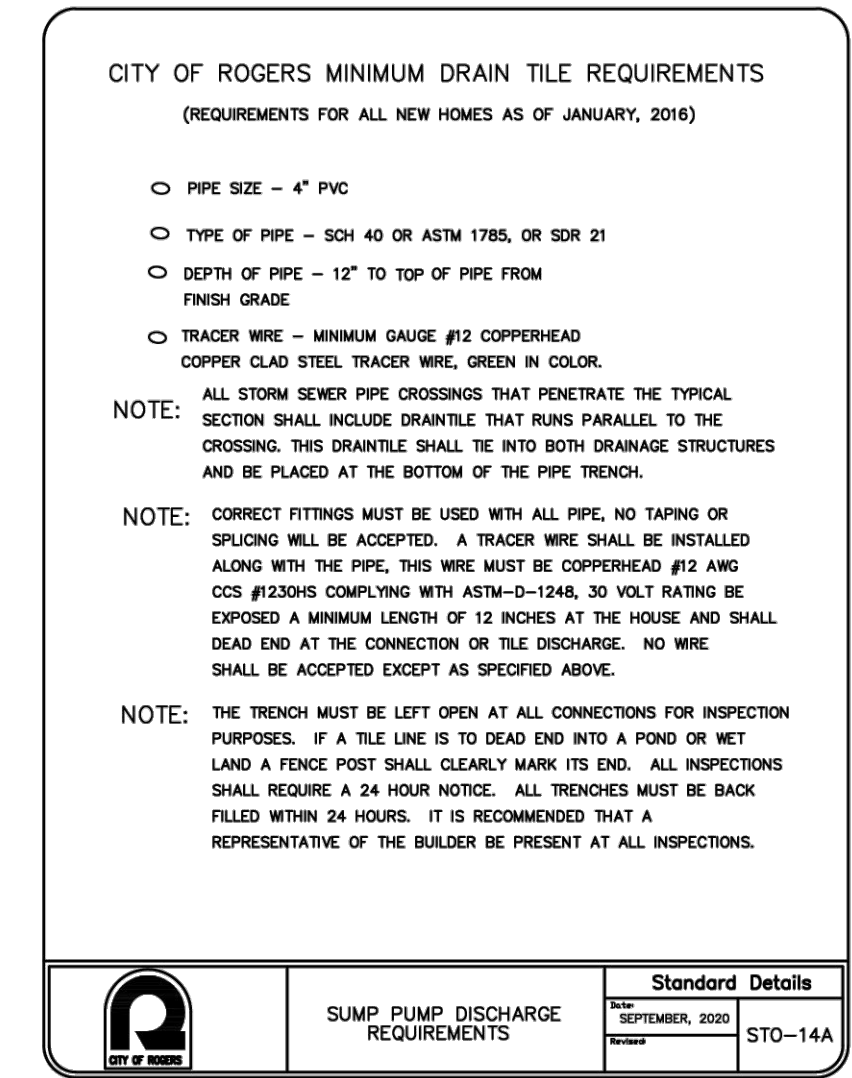 CITY OF ROGERS MINIMUM DRAIN TILE REQUIREMENTS
(REQUIREMENTS FOR ALL NEW HOMES AS OF JANUARY, 2016)
PIPE SIZE – 4" PVC
TYPE OF PIPE – SCH 40 OR ASTM 1785, OR SDR 21
DEPTH OF PIPE – 12" TO TOP OF PIPE FROM
FINISH GRADE
TRACER WIRE – MINIMUM GAUGE #12 COPPERHEAD
COPPER CLAD STEEL TRACER WIRE, GREEN IN COLOR.
NOTE: ALL STORM SEWER PIPE CROSSINGS THAT PENETRATE THE TYPICAL
SECTION SHALL INCLUDE DRAINTILE THAT RUNS PARALLEL TO THE
CROSSING. THIS DRAINTILE SHALL TIE INTO BOTH DRAINAGE STRUCTURES
AND BE PLACED AT THE BOTTOM OF THE PIPE TRENCH.
NOTE: CORRECT FITTINGS MUST BE USED WITH ALL PIPE, NO TAPING OR
SPLICING WILL BE ACCEPTED. A TRACER WIRE SHALL BE INSTALLED
ALONG WITH THE PIPE, THIS WIRE MUST BE COPPERHEAD #12 AWG
CCS #1230HS COMPLYING WITH ASTM-D-1248, 30 VOLT RATING BE
EXPOSED A MINIMUM LENGTH OF 12 INCHES AT THE HOUSE AND SHALL
DEAD END AT THE CONNECTION OR TILE DISCHARGE. NO WIRE
SHALL BE ACCEPTED EXCEPT AS SPECIFIED ABOVE.
NOTE: THE TRENCH MUST BE LEFT OPEN AT ALL CONNECTIONS FOR INSPECTION
PURPOSES. IF A TILE LINE IS TO DEAD END INTO A POND OR WET
LAND A FENCE POST SHALL CLEARLY MARK ITS END. ALL INSPECTIONS
SHALL REQUIRE A 24 HOUR NOTICE. ALL TRENCHES MUST BE BACK
FILLED WITHIN 24 HOURS. IT IS RECOMMENDED THAT A
REPRESENTATIVE OF THE BUILDER BE PRESENT AT ALL INSPECTIONS.
CITY OF ROGERS
SUMP PUMP DISCHARGE
REQUIREMENTS
Standard Details
Date:
SEPTEMBER, 2020
Revised:
STO–14A